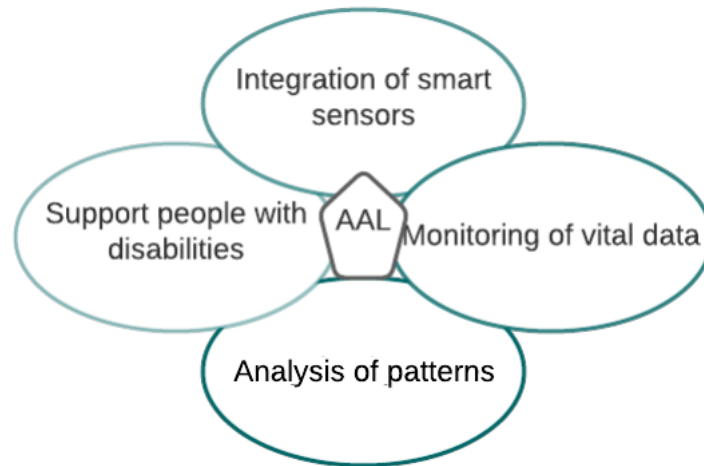 Integration of smart
sensors
Support people with
disabilities
AAL
Monitoring of vital data
Analysis of patterns